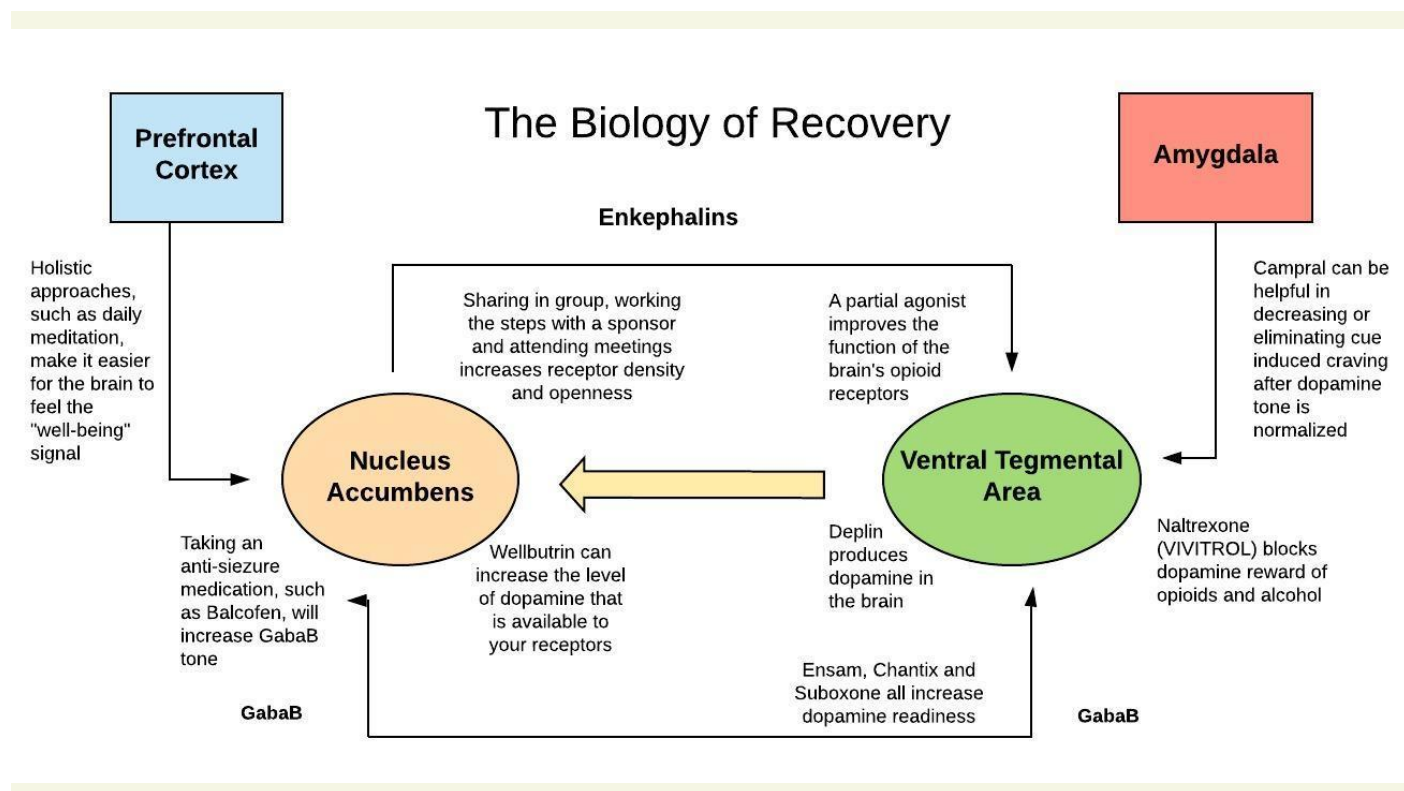 The Biology of Recovery
Prefrontal
Cortex
Amygdala
Enkephalins
Holistic
approaches,
such as daily
meditation,
make it easier
for the brain to
feel the
"well-being"
signal
Sharing in group, working
the steps with a sponsor
and attending meetings
increases receptor density
and openness
A partial agonist
improves the
function of the
brain's opioid
receptors
Campral can be
helpful in
decreasing or
eliminating cue
induced craving
after dopamine
tone is
normalized
Nucleus
Accumbens
Ventral Tegmental
Area
Taking an
anti-siezure
medication, such
as Balcofen, will
increase GabaB
tone
Wellbutrin can
increase the level
of dopamine that
is available to
your receptors
Deplin
produces
dopamine in
the brain
Naltrexone
(VIVITROL) blocks
dopamine reward of
opioids and alcohol
Ensam, Chantix and
Suboxone all increase
dopamine readiness
GabaB
GabaB